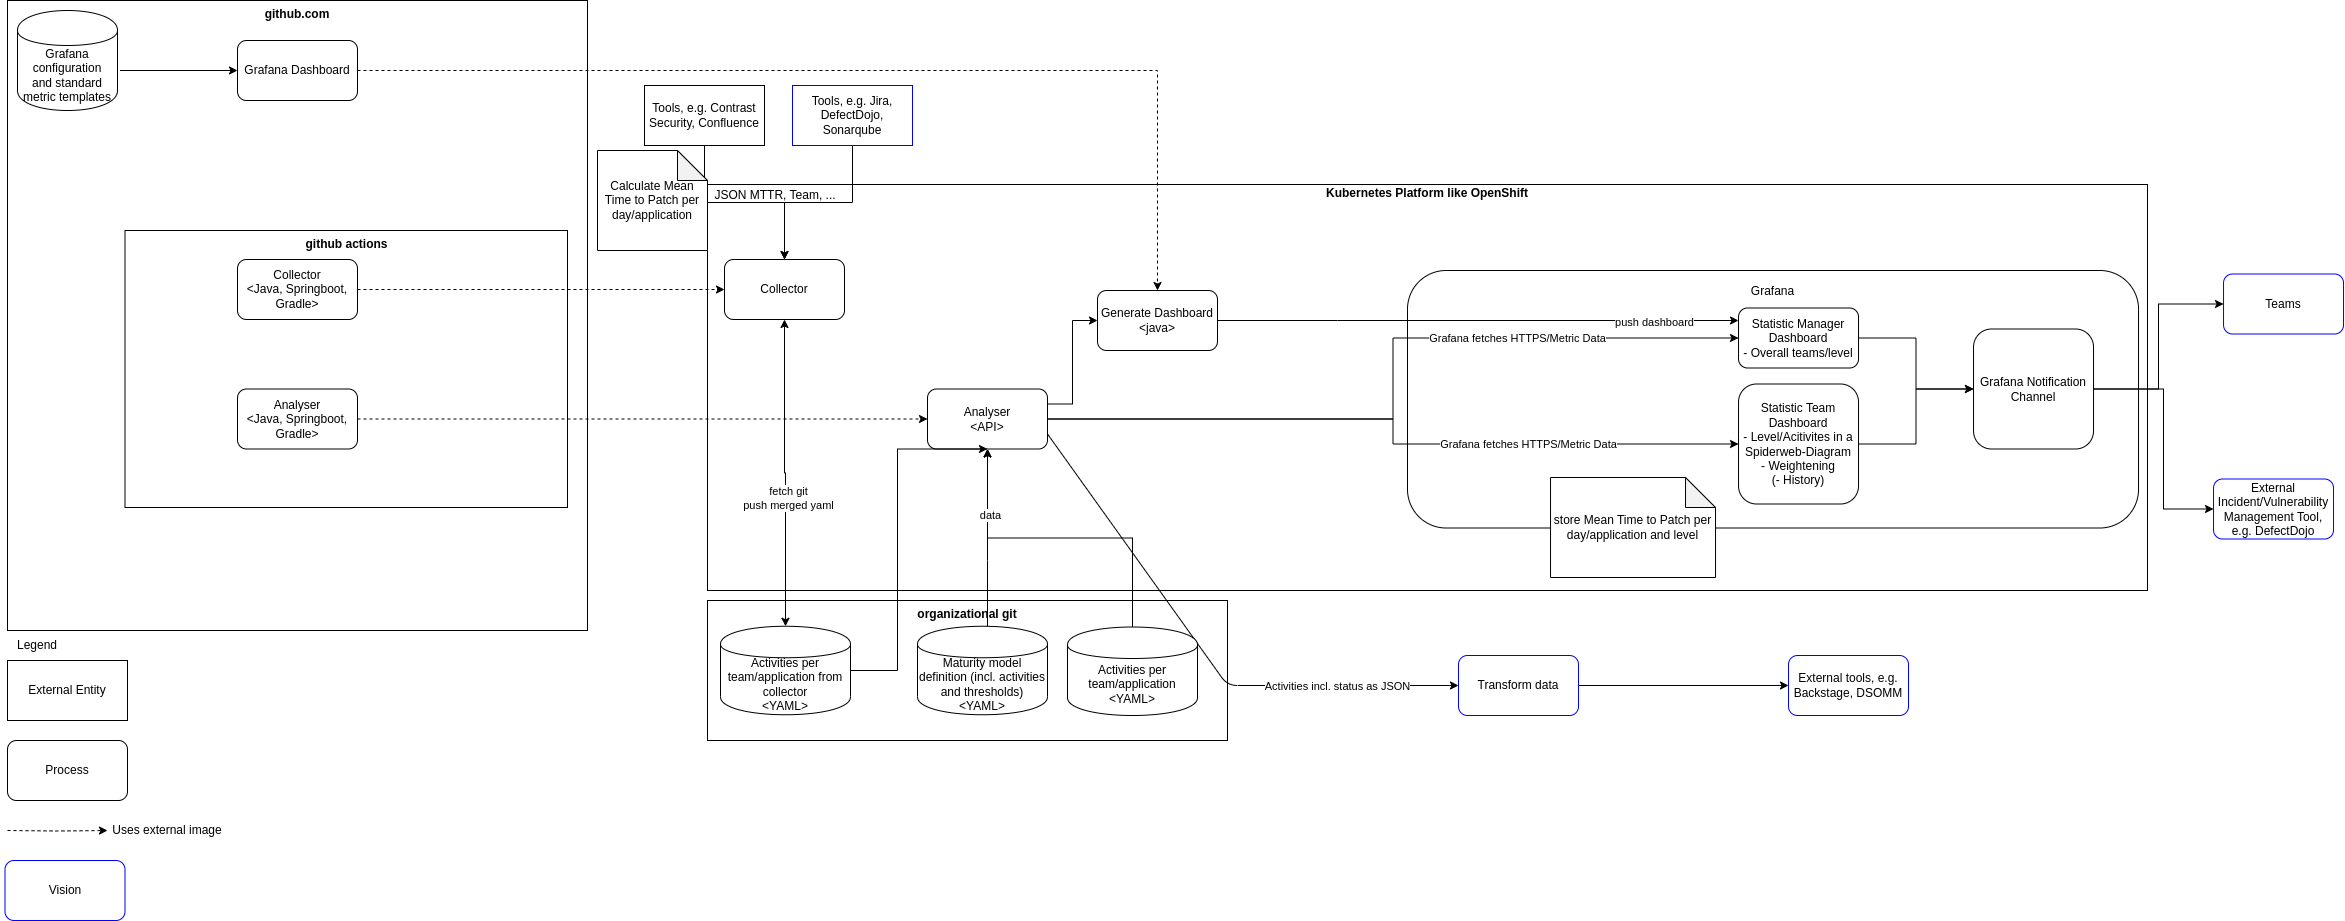 github.com
Grafana
configuration
and standard
metric templates
Grafana Dashboard
Tools, e.g. Contrast
Security, Confluence
Tools, e.g. Jira,
DefectDojo,
Sonarqube
Calculate Mean
Time to Patch per
day/application
JSON MTTR, Team, ...
Kubernetes Platform like OpenShift
github actions
Collector
<Java, Springboot,
Gradle>
Analyser
<Java, Springboot,
Gradle>
Collector
Generate Dashboard
<java>
Analyser
<API>
Grafana
push dashboard
Grafana fetches HTTPS/Metric Data
Grafana fetches HTTPS/Metric Data
Statistic Manager
Dashboard
- Overall teams/level
Statistic Team
Dashboard
- Level/Acitivites in a
Spiderweb-Diagram
- Weightening
(- History)
Grafana Notification
Channel
Teams
External
Incident/Vulnerability
Management Tool,
e.g. DefectDojo
store Mean Time to Patch per
day/application and level
fetch git
push merged yaml
data
organizational git
Activities per
team/application from
collector
<YAML>
Maturity model
definition (incl. activities
and thresholds)
<YAML>
Activities per
team/application
<YAML>
Activities incl. status as JSON
Transform data
External tools, e.g.
Backstage, DSOMM
Legend
External Entity
Process
Uses external image
Vision